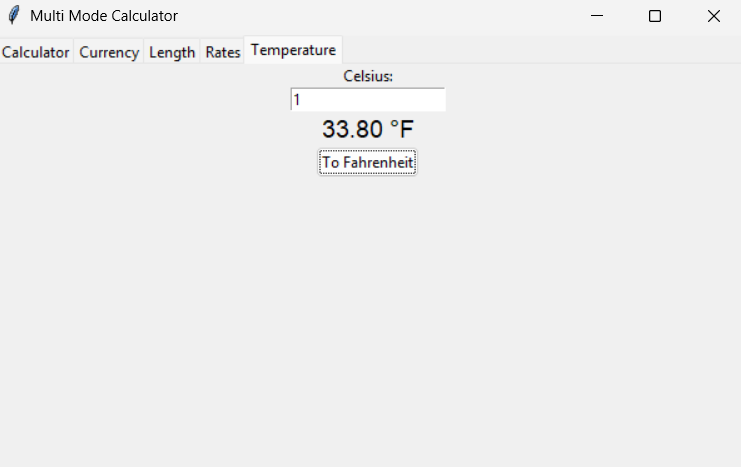 Multi Mode Calculator
Calculator Currency Length Rates Temperature
Celsius:
1
33.80 °F
To Fahrenheit